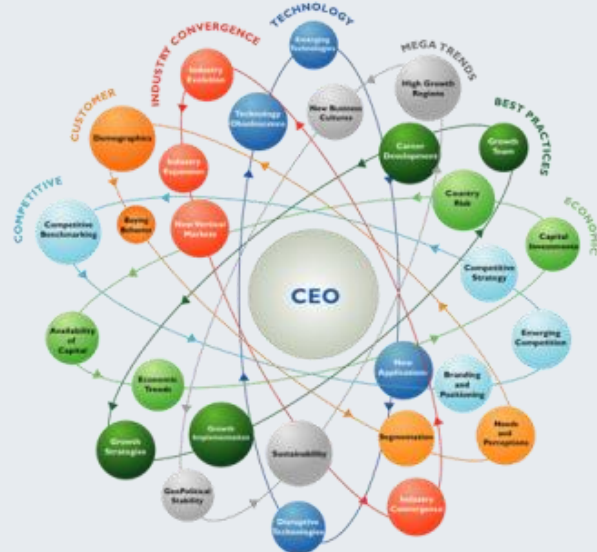 TECHNOLOGY
INDUSTRY CONVERGENCE
MEGA TRENDS
CUSTOMER
BEST PRACTICES
COMPETITIVE
ECONOMIC
Emerging
Technologies
Industry
Evolution
High Growth
Regions
New Business
Cultures
Technology
Obsolescence
Demographics
Career
Development
Growth
Team
Industry
Expansion
Country
Risk
Buying
Behavior
New Vertical
Markets
Competitive
Benchmarking
Capital
Investments
Competitive
Strategy
CEO
Availability
of
Capital
Emerging
Competition
New
Applications
Economic
Trends
Branding
and
Positioning
Growth
Implementation
Growth
Strategies
Segmentation
Needs
and
Perceptions
Sustainability
GeoPolitical
Stability
Industry
Convergence
Disruptive
Technologies